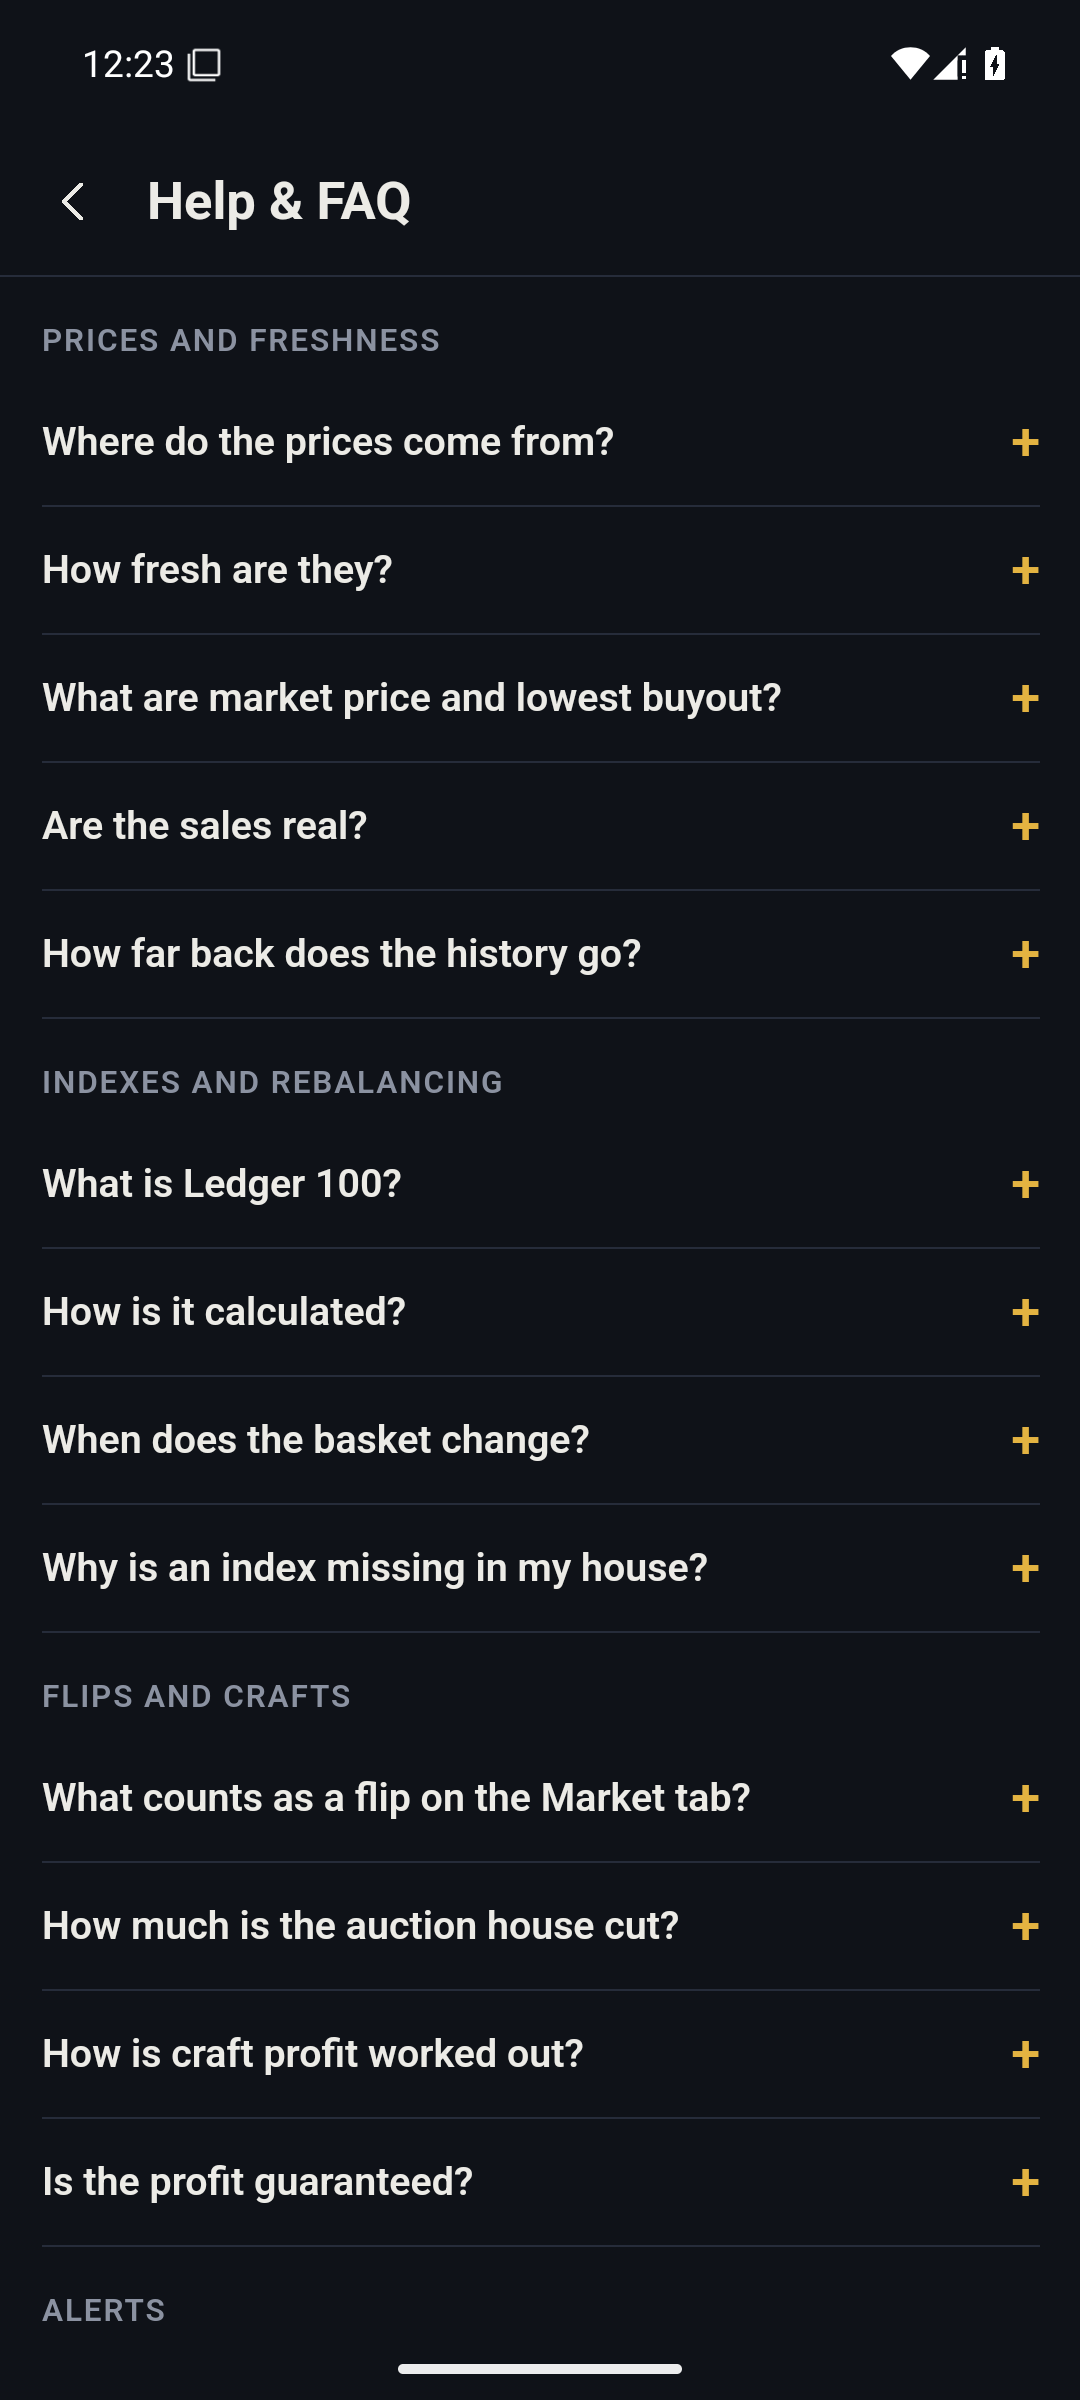 12:23
Help & FAQ
PRICES AND FRESHNESS
Where do the prices come from?
+
How fresh are they?
+
What are market price and lowest buyout?
+
Are the sales real?
+
How far back does the history go?
+
INDEXES AND REBALANCING
What is Ledger 100?
+
How is it calculated?
+
When does the basket change?
+
Why is an index missing in my house?
+
FLIPS AND CRAFTS
What counts as a flip on the Market tab?
+
How much is the auction house cut?
+
How is craft profit worked out?
+
Is the profit guaranteed?
+
ALERTS